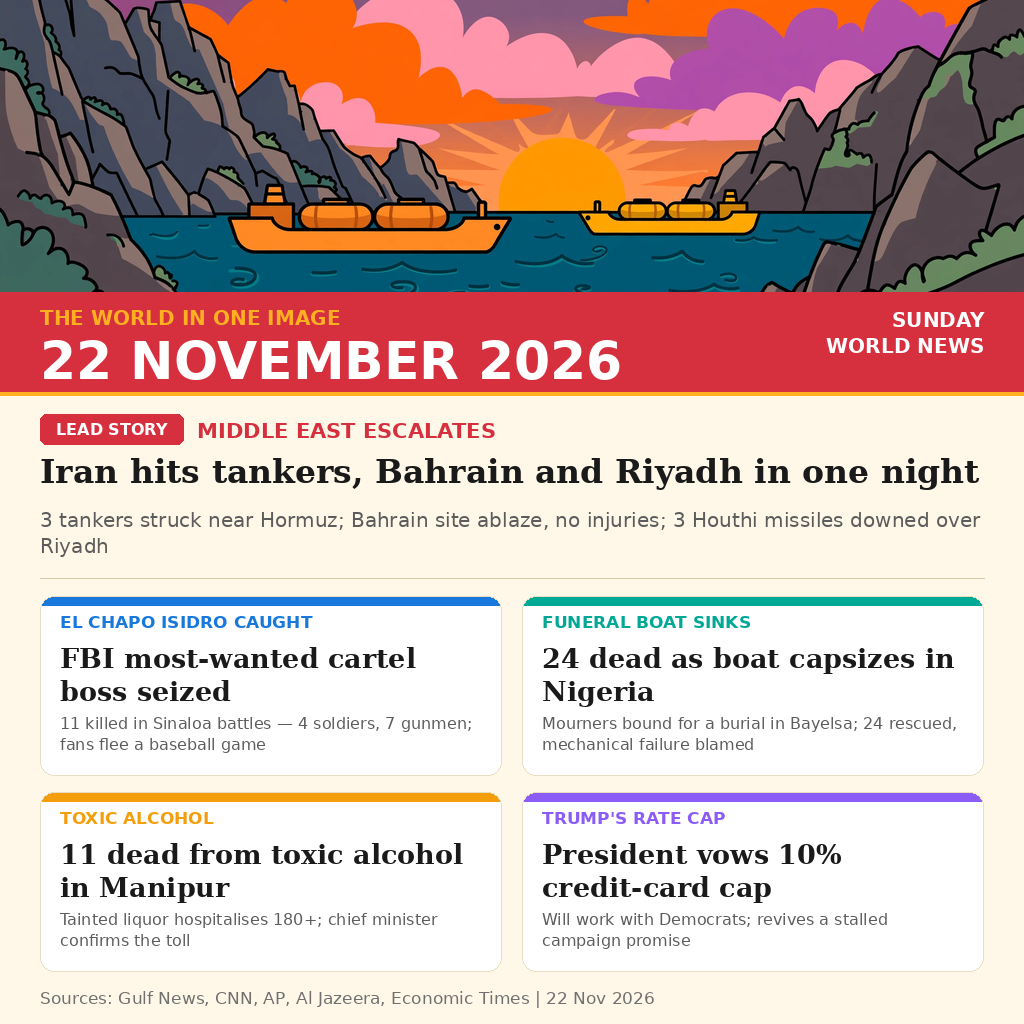 THE WORLD IN ONE IMAGE
22 NOVEMBER 2026
SUNDAY
WORLD NEWS
LEAD STORY
MIDDLE EAST ESCALATES
Iran hits tankers, Bahrain and Riyadh in one night
3 tankers struck near Hormuz; Bahrain site ablaze, no injuries; 3 Houthi missiles downed over
Riyadh
EL CHAPO ISIDRO CAUGHT
FBI most-wanted cartel
boss seized
11 killed in Sinaloa battles — 4 soldiers, 7 gunmen;
fans flee a baseball game
FUNERAL BOAT SINKS
24 dead as boat capsizes in
Nigeria
Mourners bound for a burial in Bayelsa; 24 rescued,
mechanical failure blamed
TOXIC ALCOHOL
11 dead from toxic alcohol
in Manipur
Tainted liquor hospitalises 180+; chief minister
confirms the toll
TRUMP'S RATE CAP
President vows 10%
credit-card cap
Will work with Democrats; revives a stalled
campaign promise
Sources: Gulf News, CNN, AP, Al Jazeera, Economic Times | 22 Nov 2026